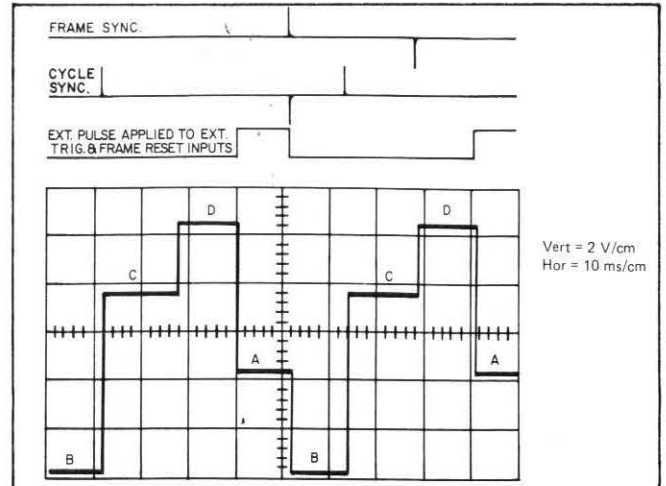 FRAME SYNC.
CYCLE
SYNC.
EXT. PULSE APPLIED TO EXT.
TRIG. & FRAME RESET INPUTS
D
D
Vert = 2 V/cm
Hor = 10 ms/cm
C
C
A
A
B
B